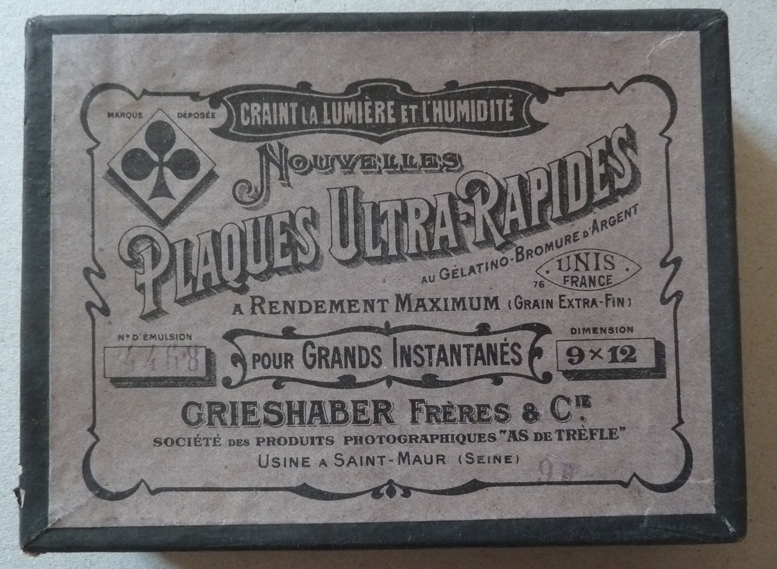 CRAINT LA LUMIÈRE ET L'HUMIDITÉ
MARQUE DÉPOSÉE
NOUVELLES
PLAQUES ULTRA-RAPIDES
AU GÉLATINO-BROMURE D'ARGENT
76 UNIS FRANCE
A RENDEMENT MAXIMUM (GRAIN EXTRA-FIN)
Nº D'ÉMULSION
POUR GRANDS INSTANTANÉS
DIMENSION
9×12
GRIESHABER FRÈRES & CIE
SOCIÉTÉ DES PRODUITS PHOTOGRAPHIQUES "AS DE TRÈFLE"
USINE A SAINT-MAUR (SEINE)